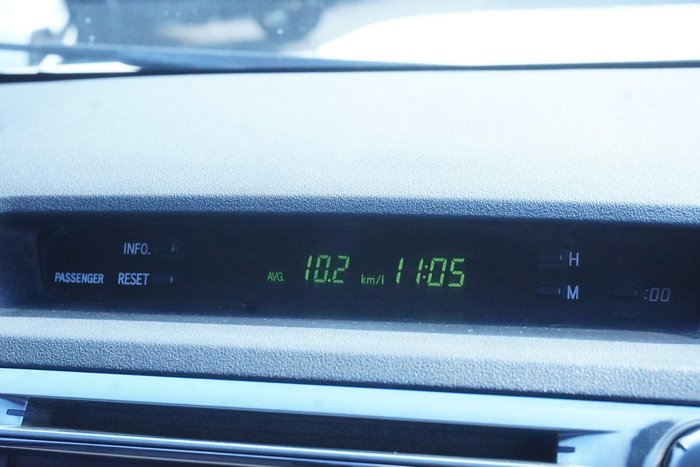 INFO.
PASSENGER RESET
AVG. 10.2 km/l 11:05
H
M :00